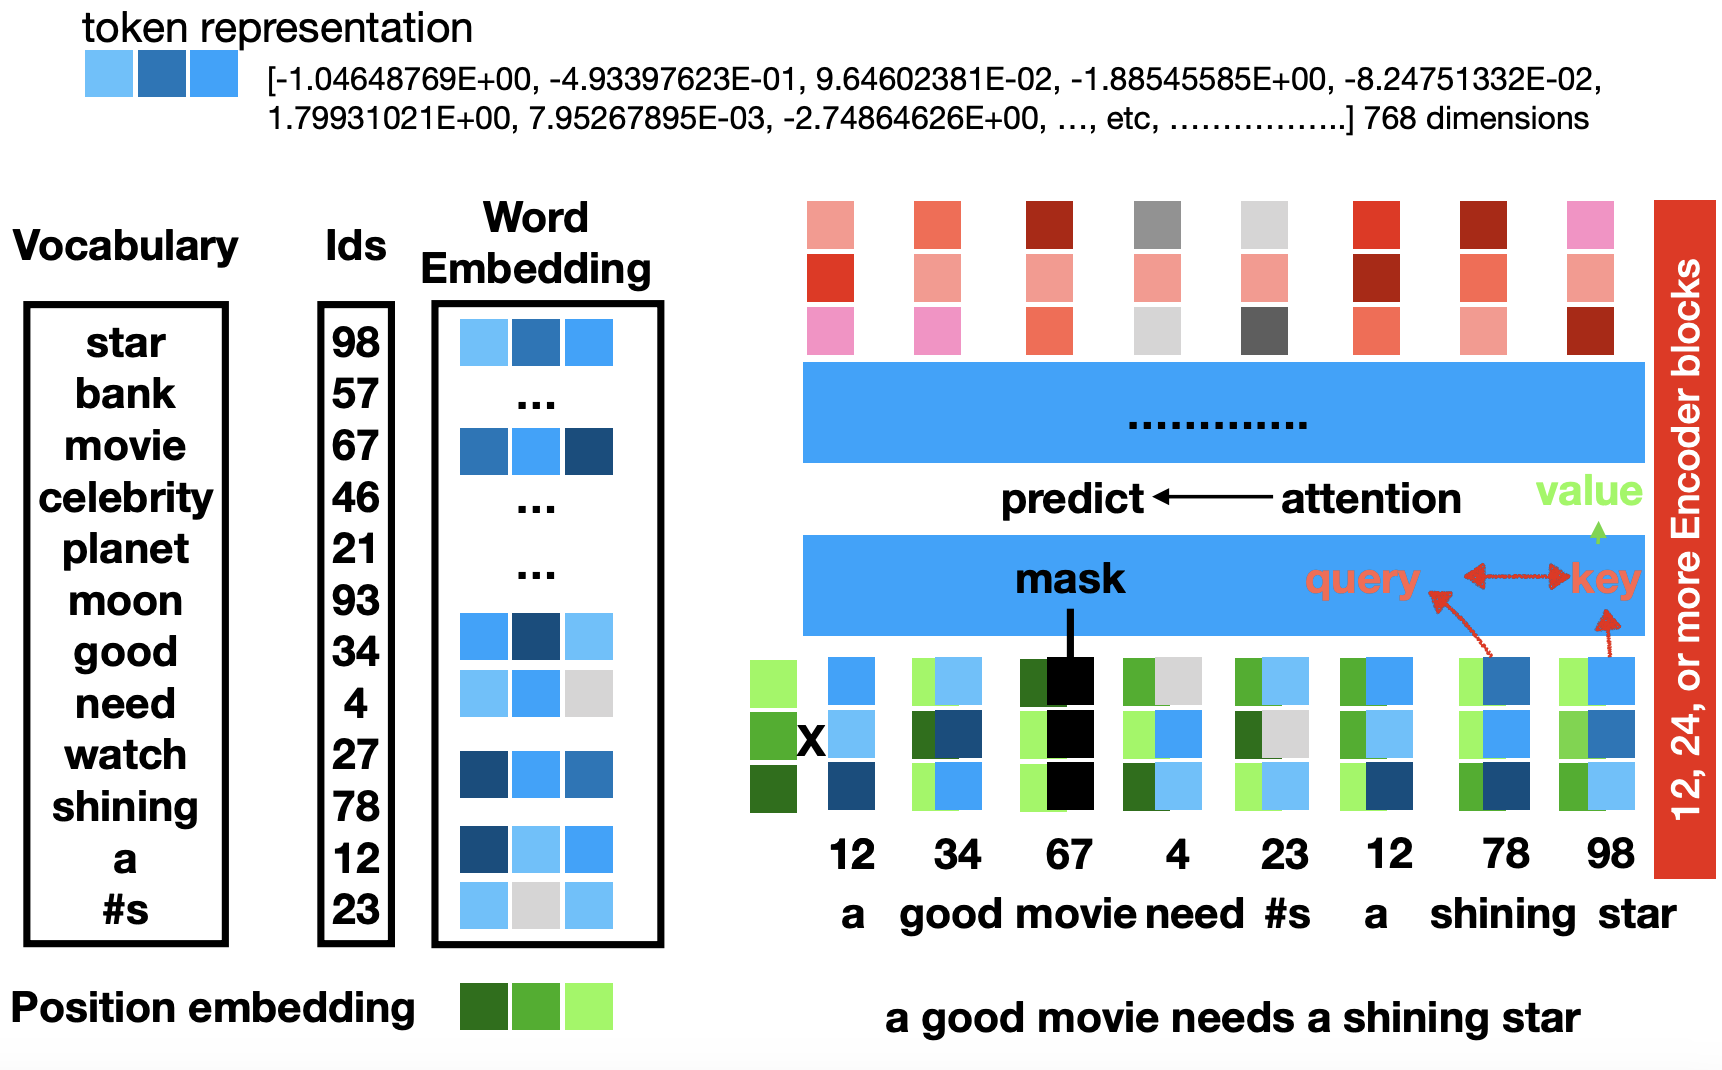 token representation
[-1.04648769E+00, -4.93397623E-01, 9.64602381E-02, -1.88545585E+00, -8.24751332E-02,
1.79931021E+00, 7.95267895E-03, -2.74864626E+00, ..., etc, ......................] 768 dimensions
Vocabulary
star
bank
movie
celebrity
planet
moon
good
need
watch
shining
a
#s
Ids
98
57
67
46
21
93
34
4
27
78
12
23
Word
Embedding
...
...
...
Position embedding
.............
predict
attention
value
mask
query
key
x
12 34 67 4 23 12 78 98
a good movie need #s a shining star
a good movie needs a shining star
12, 24, or more Encoder blocks